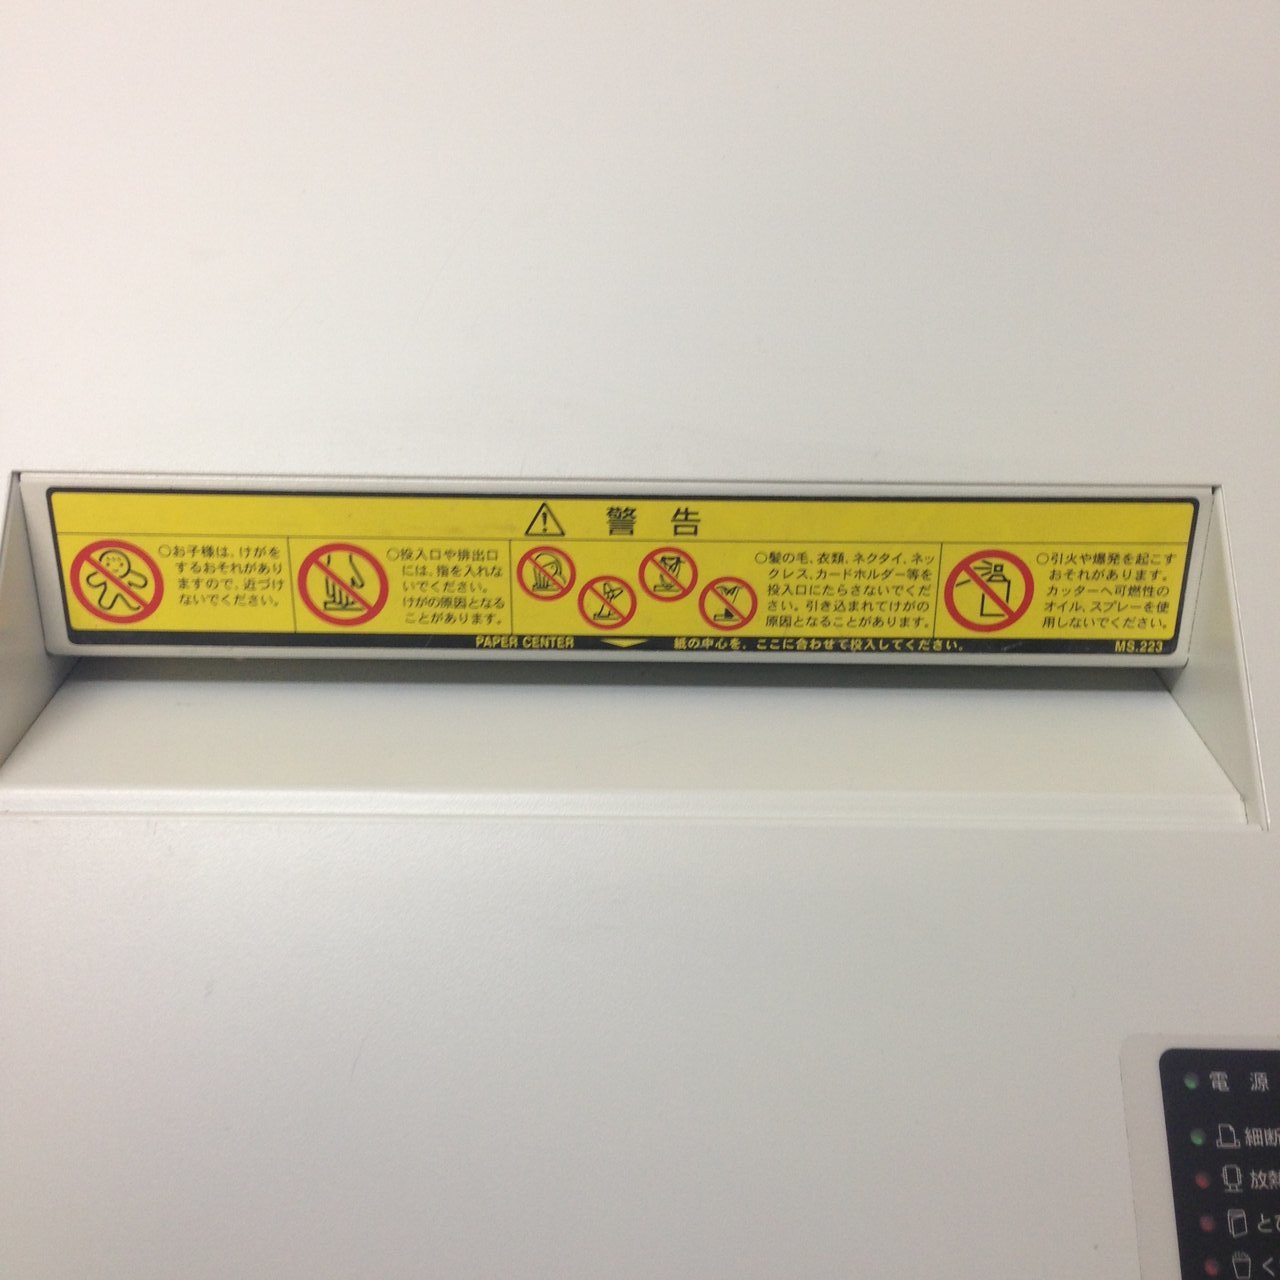 警告
○お子様は、けがを
するおそれがあり
ますので、近づけ
ないでください。
○投入口や排出口
には、指を入れな
いでください。
けがの原因となる
ことがあります。
○髪の毛、衣類、ネクタイ、ネッ
クレス、カードホルダー等を
投入口にたらさないでくだ
さい。引き込まれてけがの
原因となることがあります。
○引火や爆発を起こす
おそれがあります。
カッターへ可燃性の
オイル、スプレーを使
用しないでください。
PAPER CENTER 紙の中心を、ここに合わせて投入してください。 MS.223
電源
細断
放熱
とび
く